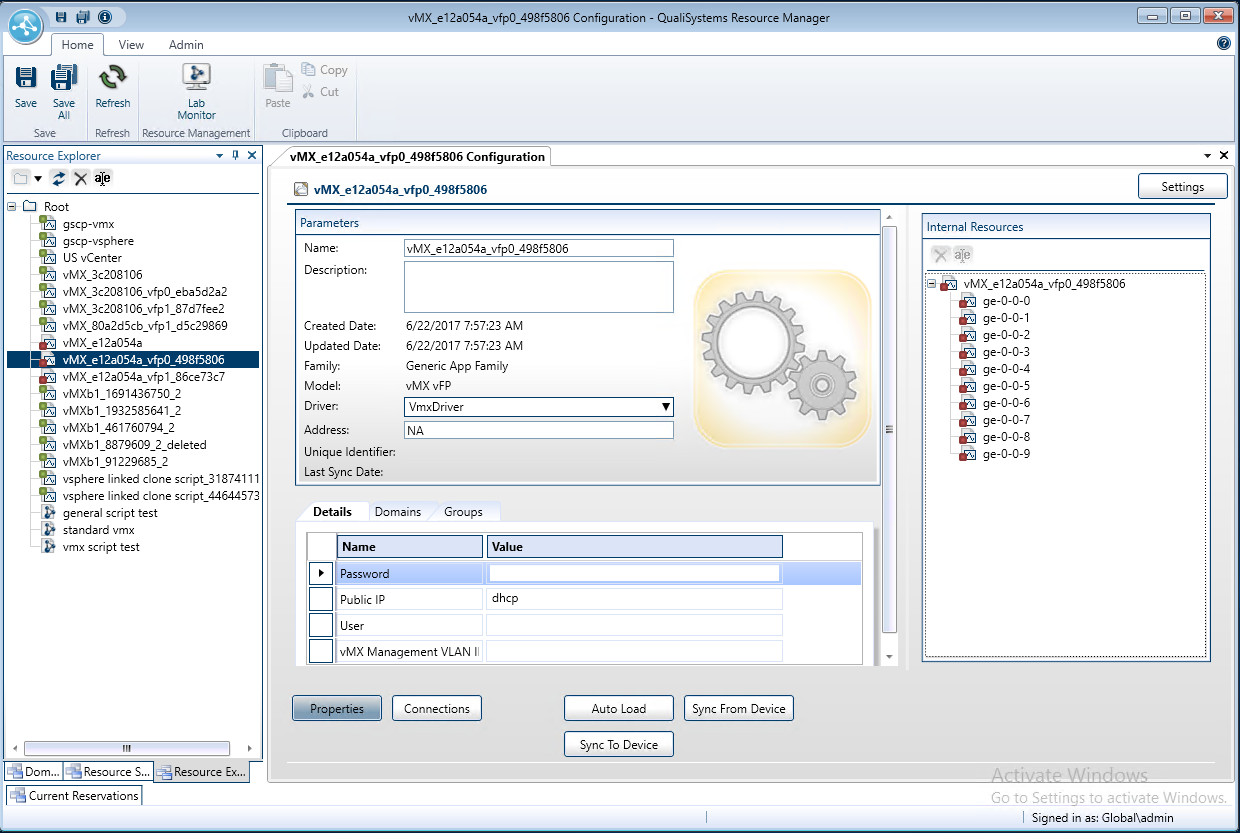 vMX_e12a054a_vfp0_498f5806 Configuration - QualiSystems Resource Manager
Home View Admin
Save
Save All
Refresh
Lab Monitor
Paste
Copy
Cut
Save Refresh Resource Management Clipboard
Resource Explorer
a|e
Root
gscp-vmx
gscp-vsphere
US vCenter
vMX_3c208106
vMX_3c208106_vfp0_eba5d2a2
vMX_3c208106_vfp1_87d7fee2
vMX_80a2d5cb_vfp1_d5c29869
vMX_e12a054a
vMX_e12a054a_vfp0_498f5806
vMX_e12a054a_vfp1_86ce73c7
vMXb1_1691436750_2
vMXb1_1932585641_2
vMXb1_461760794_2
vMXb1_8879609_2_deleted
vMXb1_91229685_2
vsphere linked clone script_31874111
vsphere linked clone script_44644573
general script test
standard vmx
vmx script test
Dom... Resource S... Resource Ex...
Current Reservations
vMX_e12a054a_vfp0_498f5806 Configuration
vMX_e12a054a_vfp0_498f5806
Settings
Parameters
Name: vMX_e12a054a_vfp0_498f5806
Description:
Created Date: 6/22/2017 7:57:23 AM
Updated Date: 6/22/2017 7:57:23 AM
Family: Generic App Family
Model: vMX vFP
Driver: VmxDriver
Address: NA
Unique Identifier:
Last Sync Date:
Details Domains Groups
Name Value
Password
Public IP dhcp
User
vMX Management VLAN I
Properties Connections Auto Load Sync From Device
Sync To Device
Internal Resources
a|e
vMX_e12a054a_vfp0_498f5806
ge-0-0-0
ge-0-0-1
ge-0-0-2
ge-0-0-3
ge-0-0-4
ge-0-0-5
ge-0-0-6
ge-0-0-7
ge-0-0-8
ge-0-0-9
Activate Windows
Go to Settings to activate Windows.
Signed in as: Global\admin